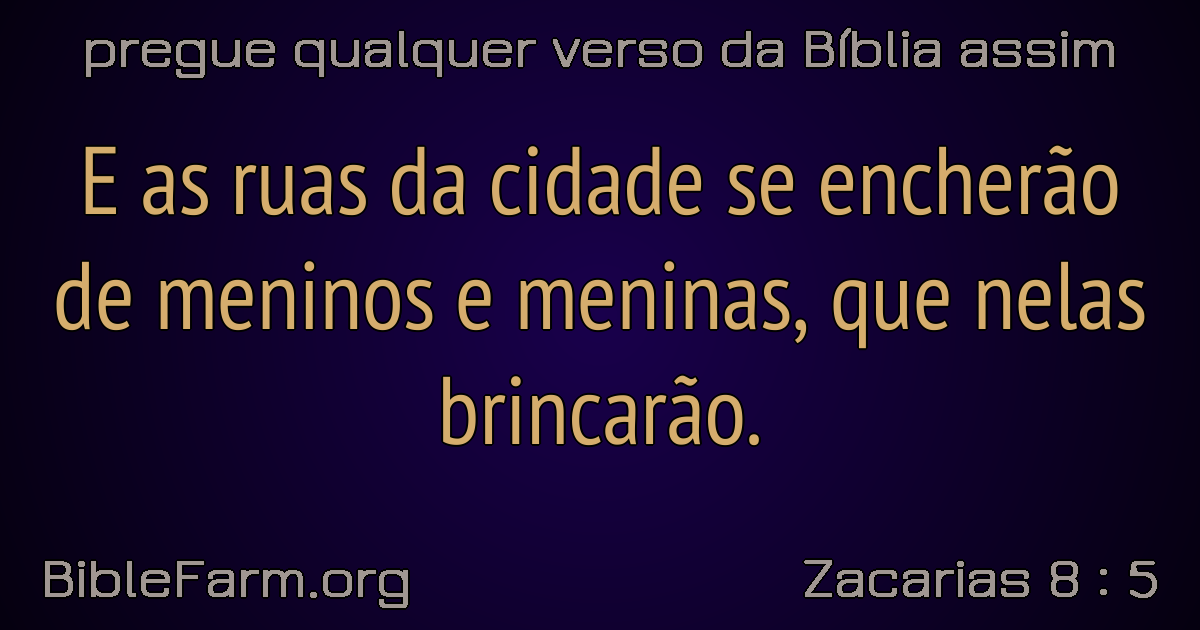 pregue qualquer verso da Bíblia assim
E as ruas da cidade se encherão
de meninos e meninas, que nelas
brincarão.
BibleFarm.org
Zacarias 8 : 5